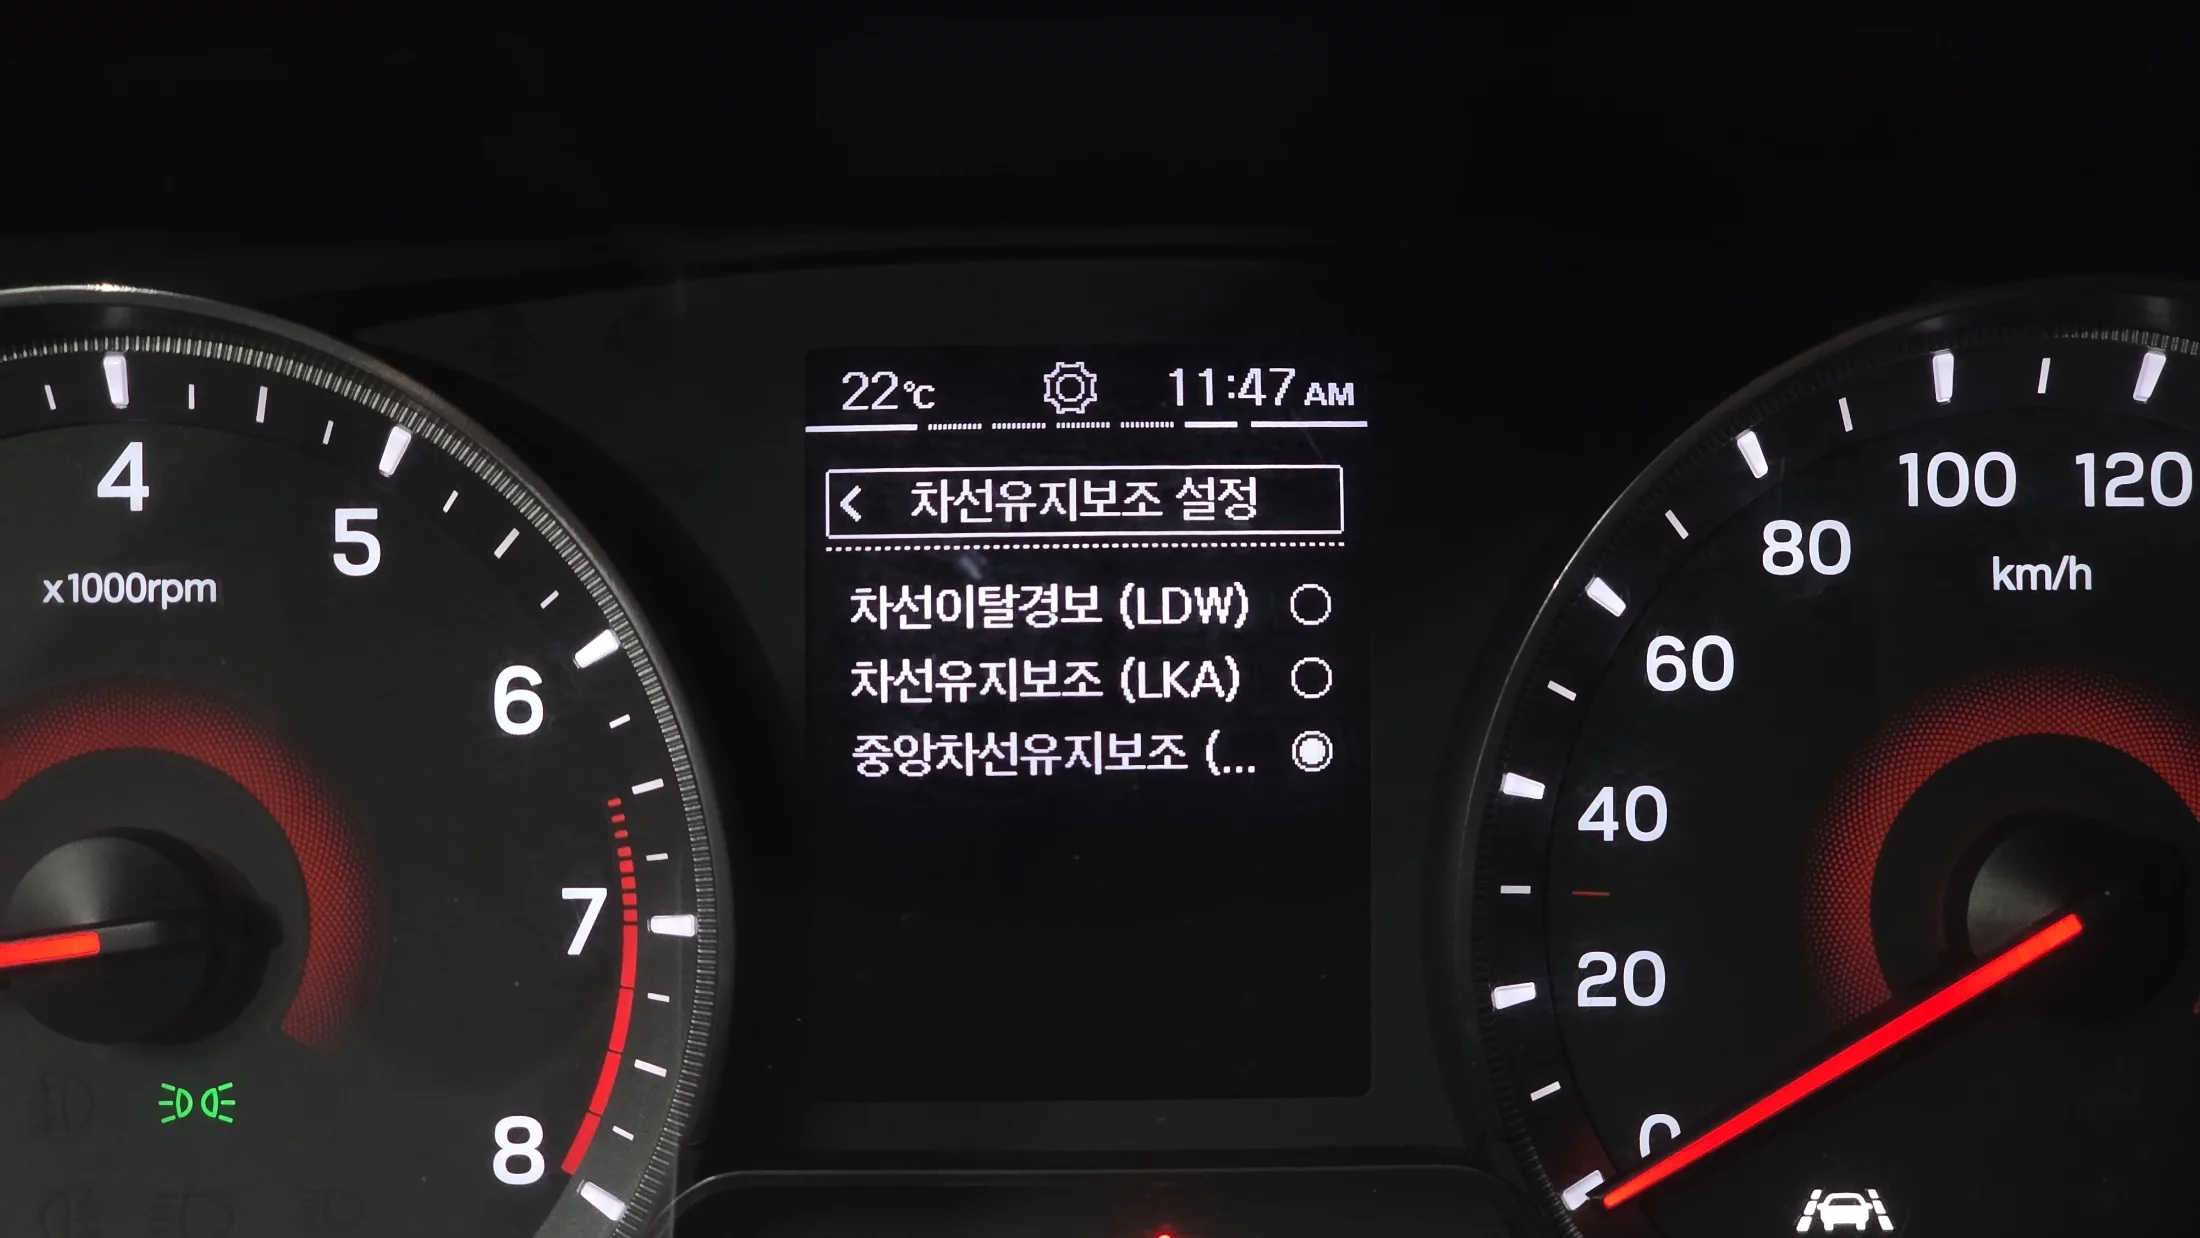 22℃ 11:47 AM
< 차선유지보조 설정
차선이탈경보 (LDW)
차선유지보조 (LKA)
중앙차선유지보조 (...
4
5
6
7
8
x1000rpm
0
20
40
60
80
100
120
km/h